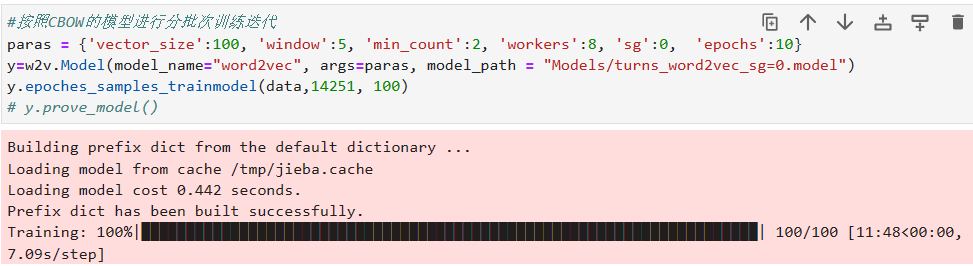 #按照CBOW的模型进行分批次训练迭代
paras = {'vector_size':100, 'window':5, 'min_count':2, 'workers':8, 'sg':0,  'epochs':10}
y=w2v.Model(model_name="word2vec", args=paras, model_path = "Models/turns_word2vec_sg=0.model")
y.epoches_samples_trainmodel(data,14251, 100)
# y.prove_model()
Building prefix dict from the default dictionary ...
Loading model from cache /tmp/jieba.cache
Loading model cost 0.442 seconds.
Prefix dict has been built successfully.
Training: 100%|██████████| 100/100 [11:48<00:00,
7.09s/step]